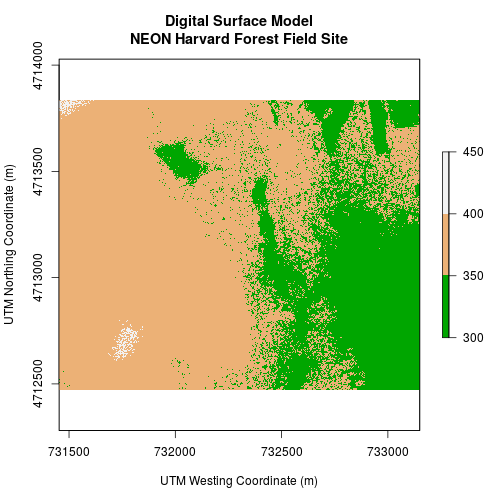 Digital Surface Model
NEON Harvard Forest Field Site
UTM Northing Coordinate (m)
4714000
4713500
4713000
4712500
450
400
350
300
731500 732000 732500 733000
UTM Westing Coordinate (m)